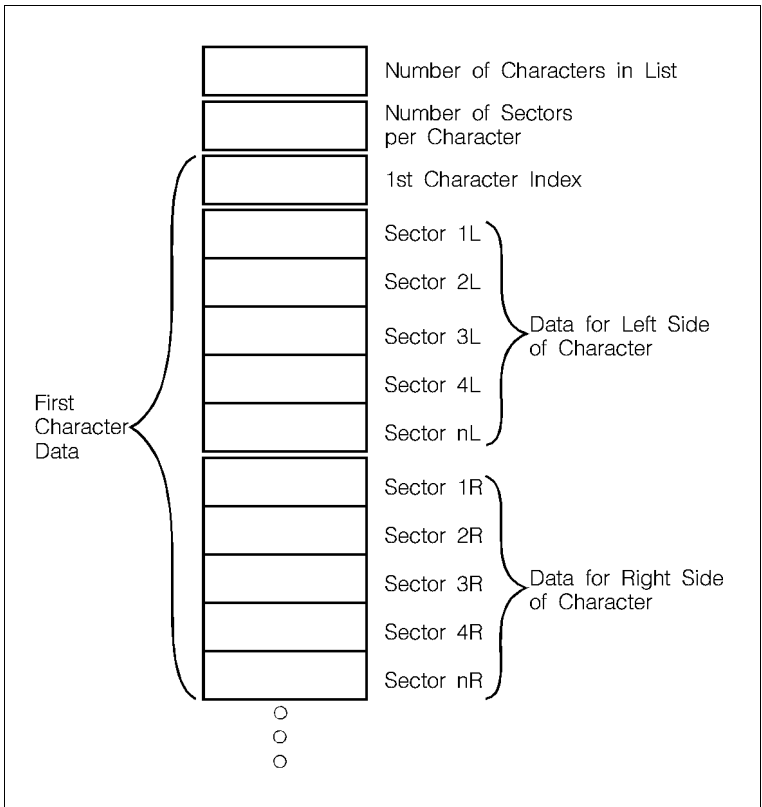 Number of Characters in List
Number of Sectors
per Character
1st Character Index
Sector 1L
Sector 2L
Sector 3L
Sector 4L
Sector nL
Data for Left Side
of Character
First
Character
Data
Sector 1R
Sector 2R
Sector 3R
Sector 4R
Sector nR
Data for Right Side
of Character